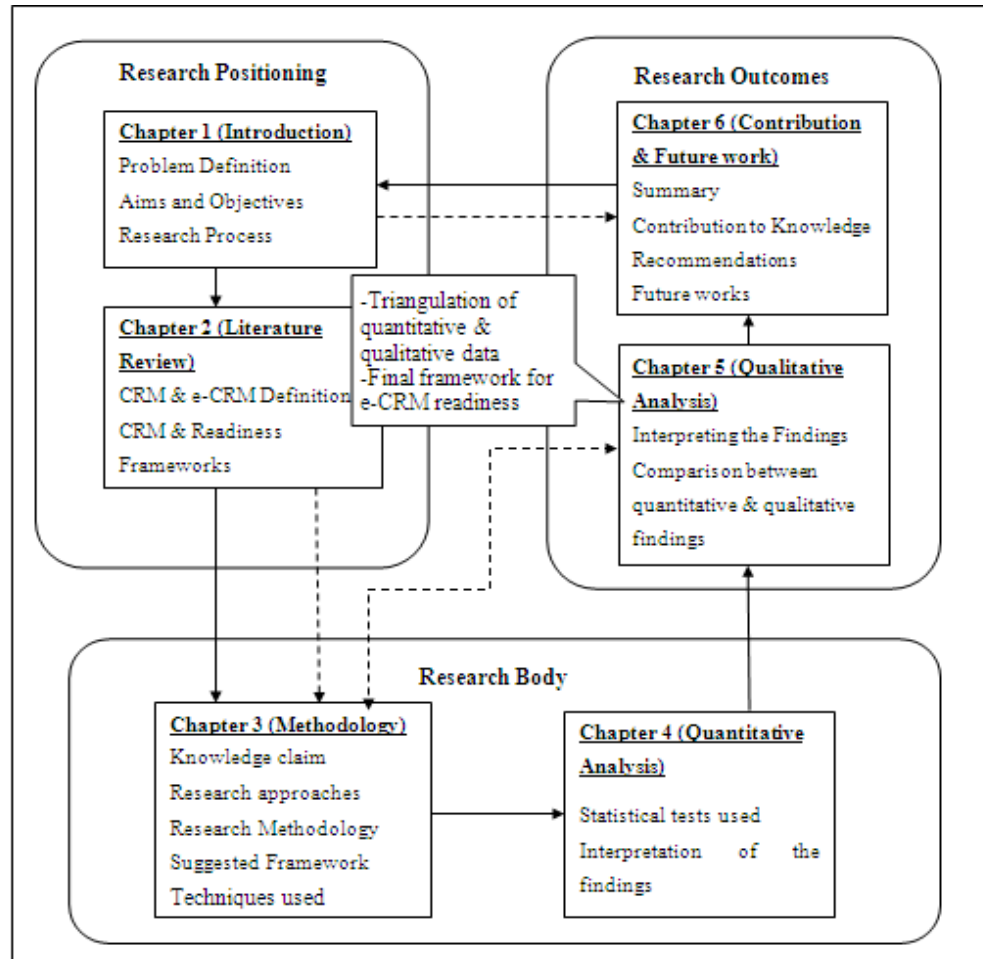 Research Positioning
Chapter 1 (Introduction)
Problem Definition
Aims and Objectives
Research Process
Chapter 2 (Literature
Review)
CRM & e-CRM Definition
CRM & Readiness
Frameworks
-Triangulation of
quantitative &
qualitative data
-Final framework for
e-CRM readiness
Research Outcomes
Chapter 6 (Contribution
& Future work)
Summary
Contribution to Knowledge
Recommendations
Future works
Chapter 5 (Qualitative
Analysis)
Interpreting the Findings
Comparison between
quantitative & qualitative
findings
Research Body
Chapter 3 (Methodology)
Knowledge claim
Research approaches
Research Methodology
Suggested Framework
Techniques used
Chapter 4 (Quantitative
Analysis)
Statistical tests used
Interpretation of the
findings